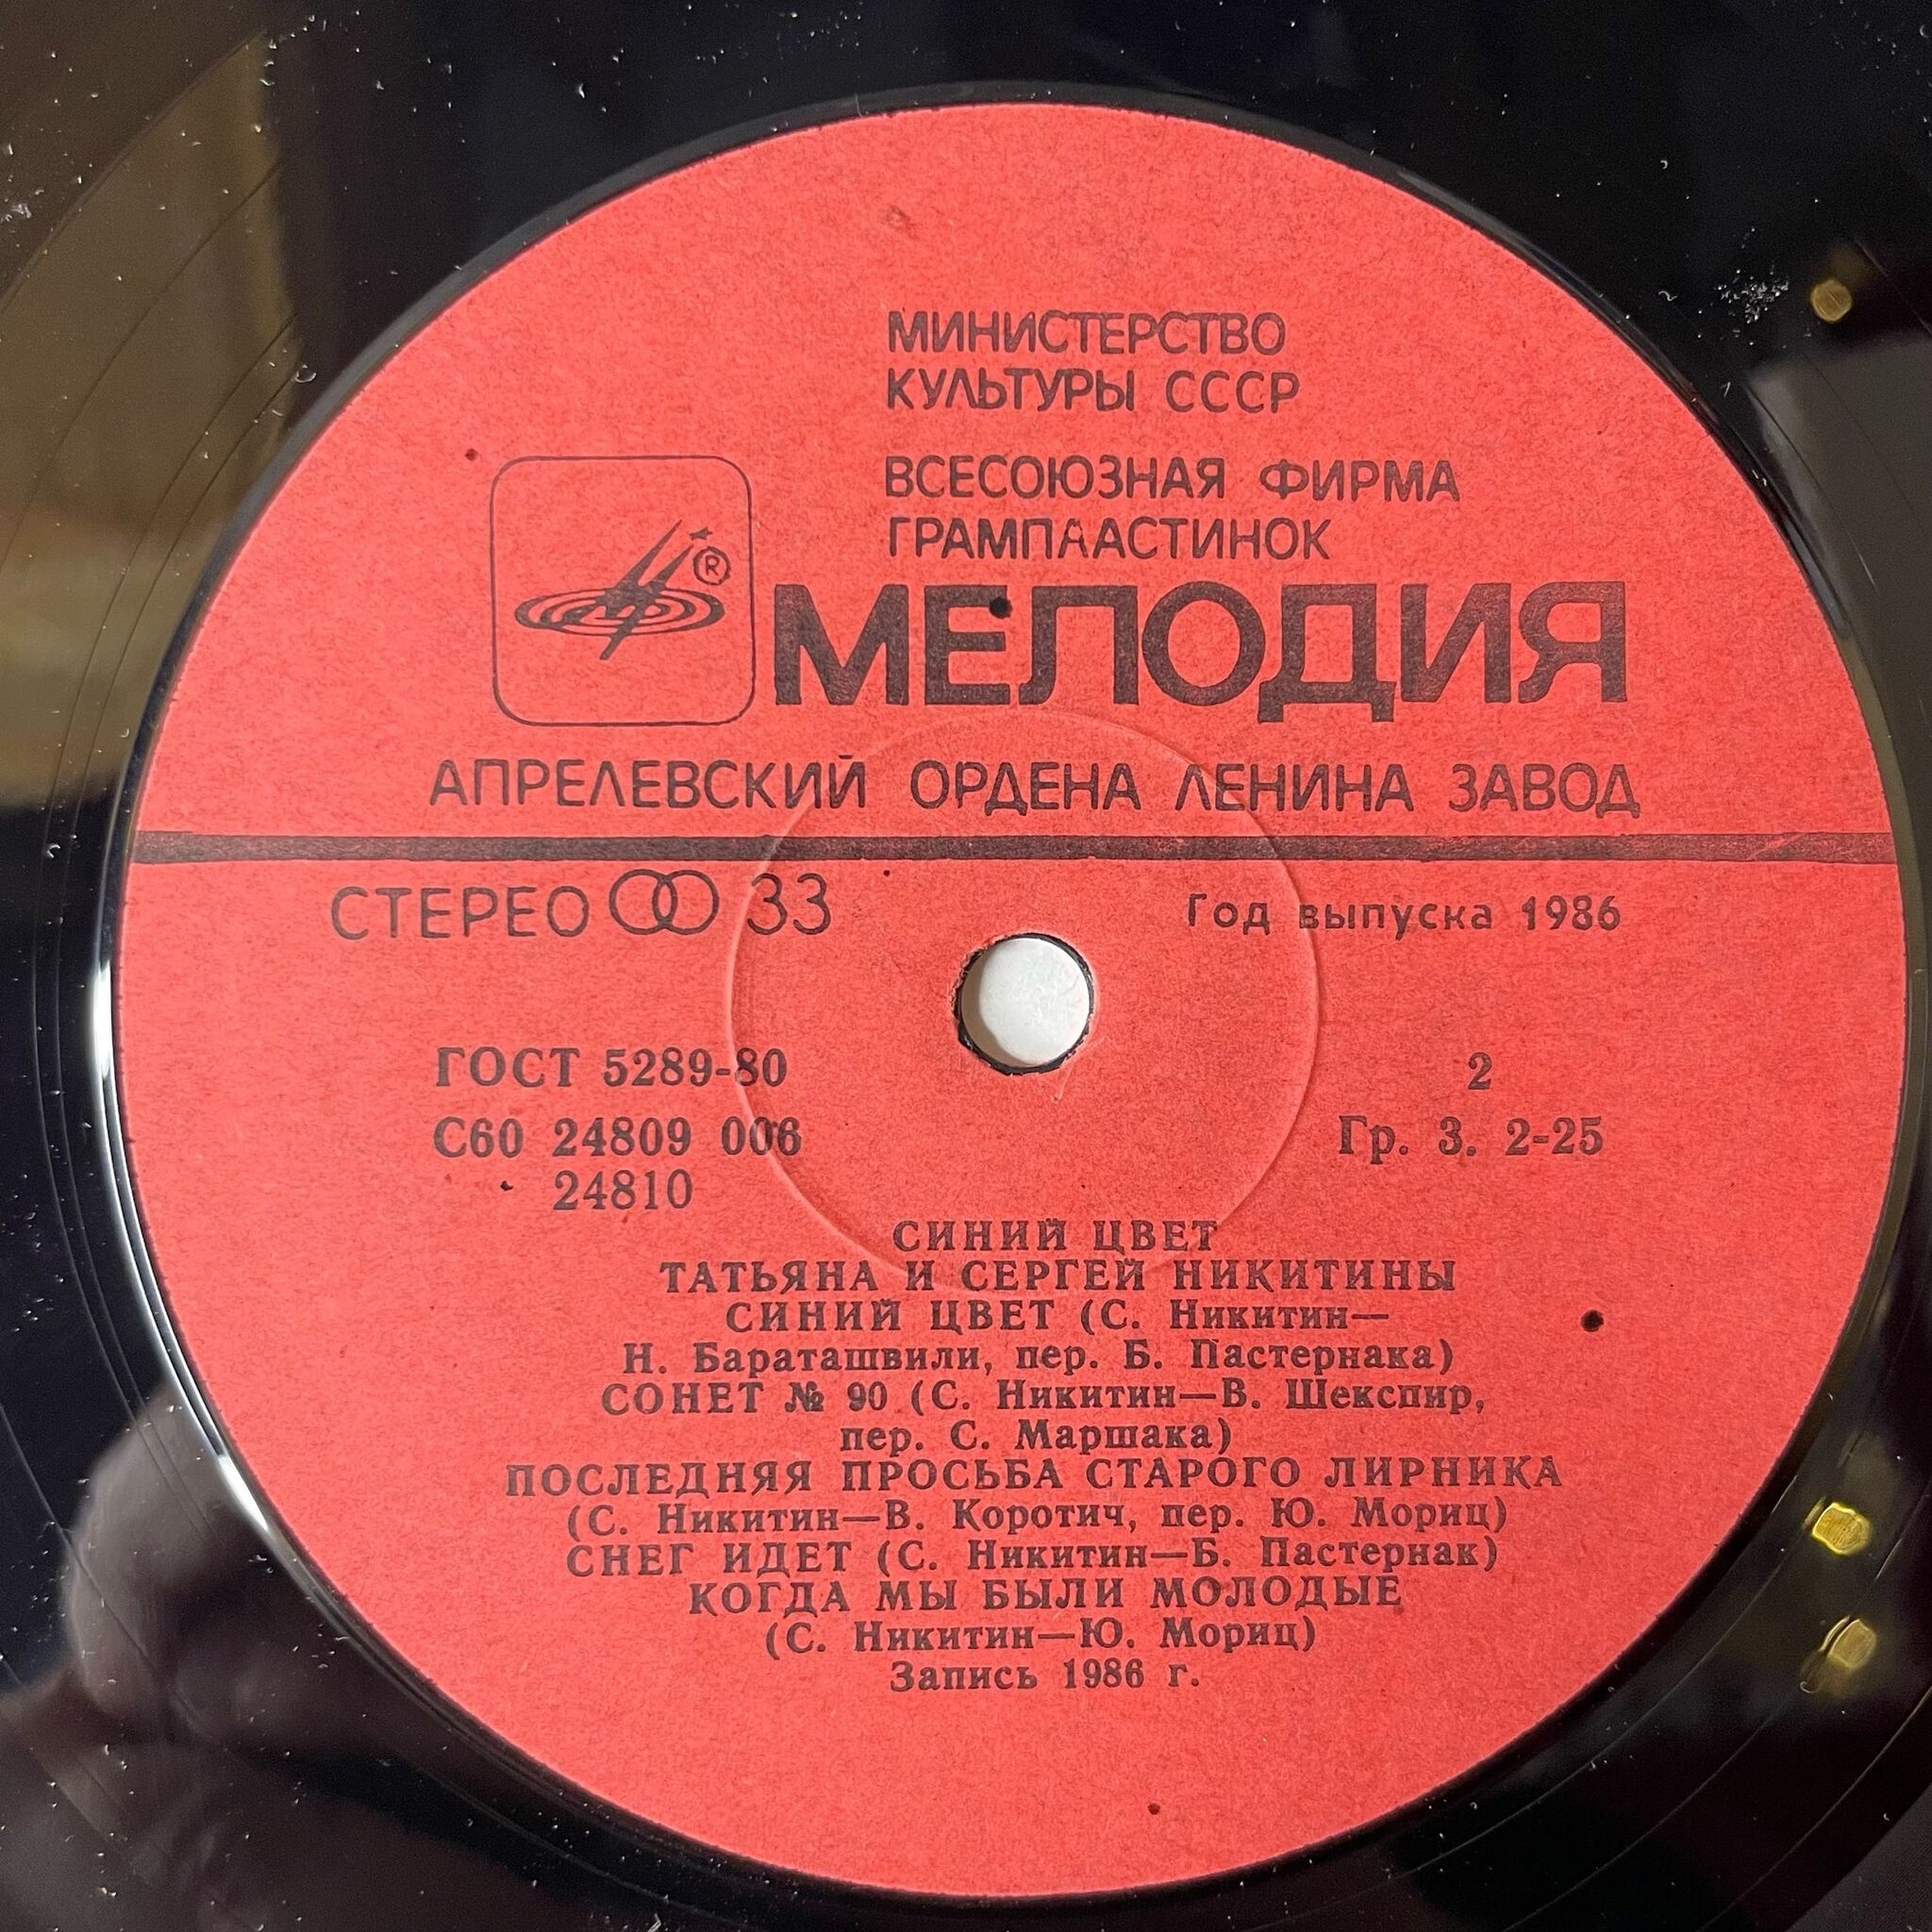 МИНИСТЕРСТВО
КУЛЬТУРЫ СССР
ВСЕСОЮЗНАЯ ФИРМА
ГРАМПЛАСТИНОК
®
МЕЛОДИЯ
АПРЕЛЕВСКИЙ ОРДЕНА ЛЕНИНА ЗАВОД
СТЕРЕО 33
Год выпуска 1986
ГОСТ 5289-80
2
С60 24809 006
Гр. 3. 2-25
24810
СИНИЙ ЦВЕТ
ТАТЬЯНА И СЕРГЕЙ НИКИТИНЫ
СИНИЙ ЦВЕТ (С. Никитин—
Н. Бараташвили, пер. Б. Пастернака)
СОНЕТ № 90 (С. Никитин—В. Шекспир,
пер. С. Маршака)
ПОСЛЕДНЯЯ ПРОСЬБА СТАРОГО ЛИРНИКА
(С. Никитин—В. Коротич, пер. Ю. Мориц)
СНЕГ ИДЕТ (С. Никитин—Б. Пастернак)
КОГДА МЫ БЫЛИ МОЛОДЫЕ
(С. Никитин—Ю. Мориц)
Запись 1986 г.